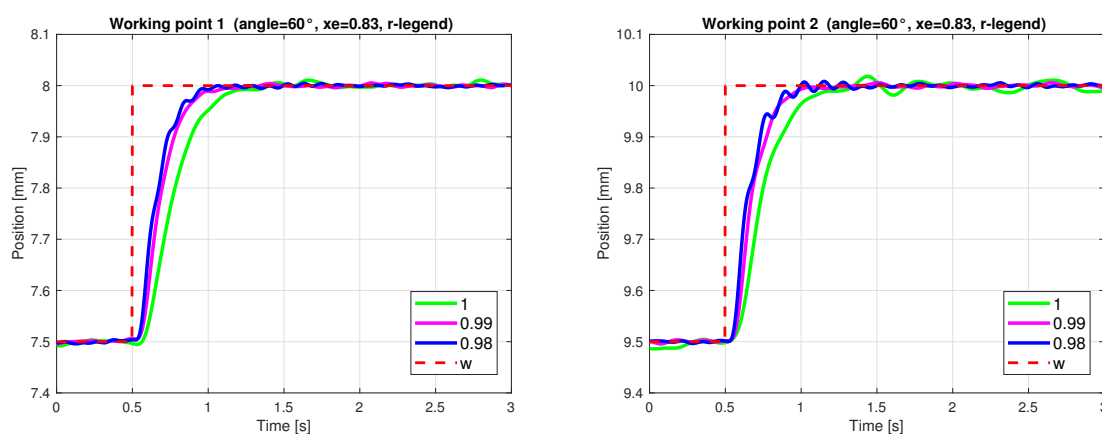 Working point 1 (angle=60°, xe=0.83, r-legend)
8.1
8
7.9
7.8
7.7
7.6
7.5
7.4
Position [mm]
0 0.5 1 1.5 2 2.5 3
Time [s]
1
0.99
0.98
w
Working point 2 (angle=60°, xe=0.83, r-legend)
10.1
10
9.9
9.8
9.7
9.6
9.5
9.4
Position [mm]
0 0.5 1 1.5 2 2.5 3
Time [s]
1
0.99
0.98
w